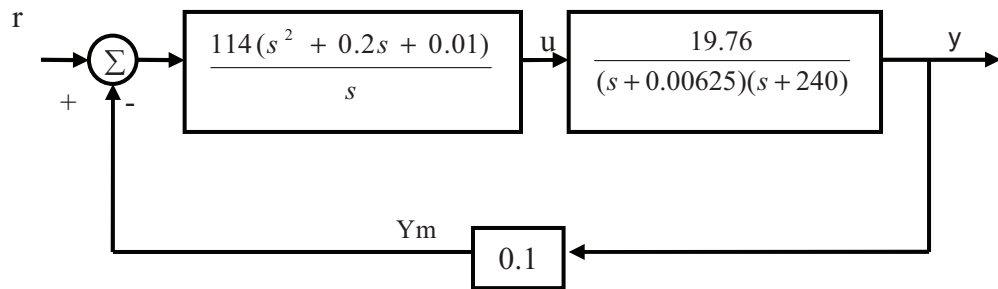 r
114(s² + 0.2s + 0.01)
s
u
19.76
(s+0.00625)(s+240)
y
Σ
+
-
Ym
0.1